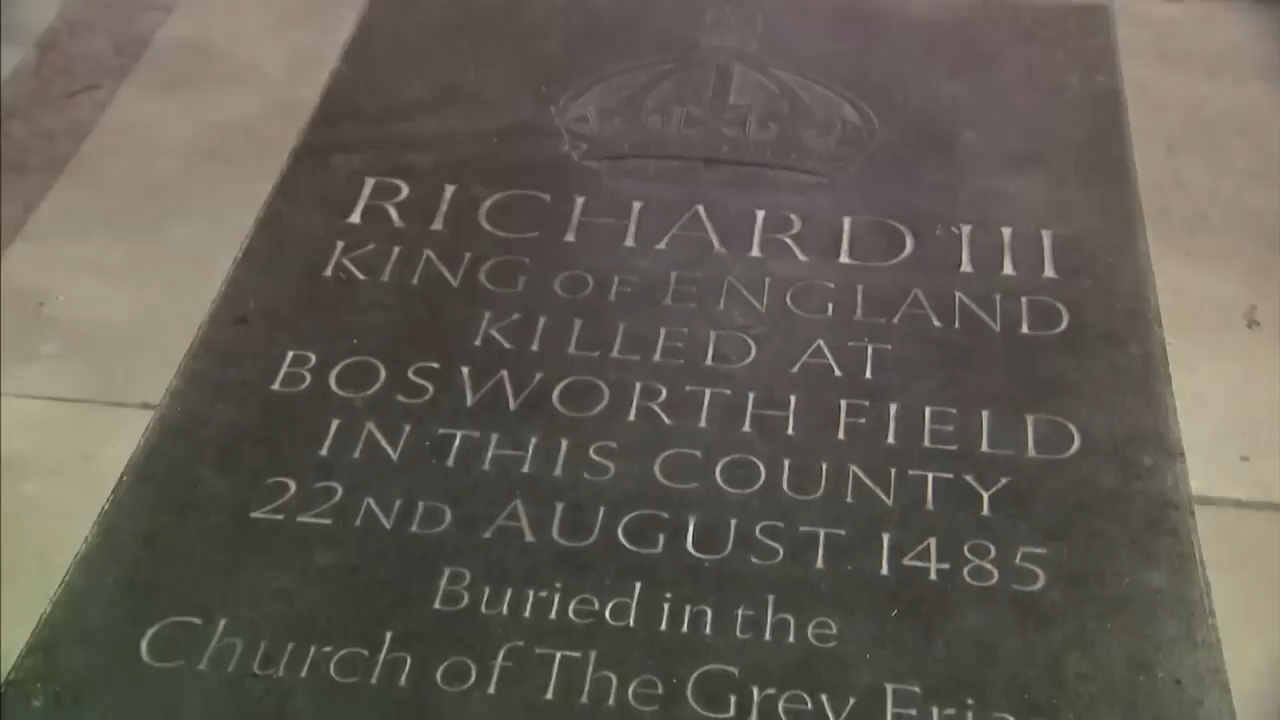 RICHARD III
KING OF ENGLAND
KILLED AT
BOSWORTH FIELD
IN THIS COUNTY
22ND AUGUST 1485
Buried in the
Church of The Grey